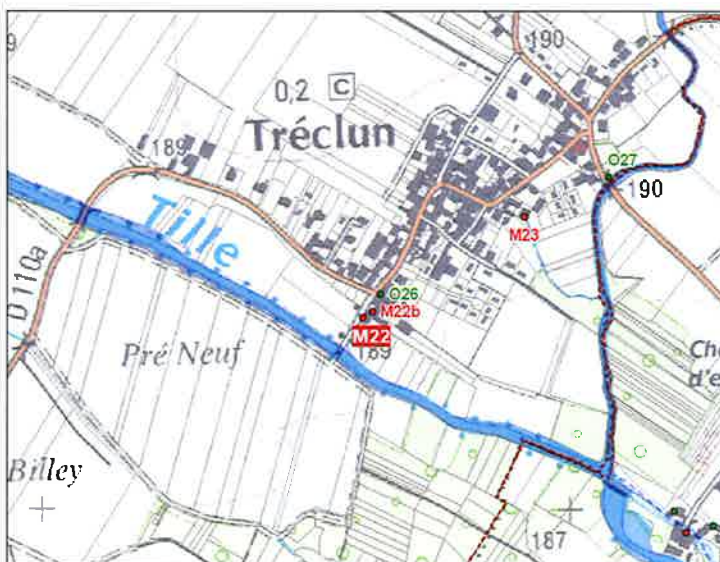 9
190
0,2 C
Tréclun
189
O27
190
Tille
M23
D 110a
O26
M22b
M22
189
Pré Neuf
Che
d'e
Billey
187